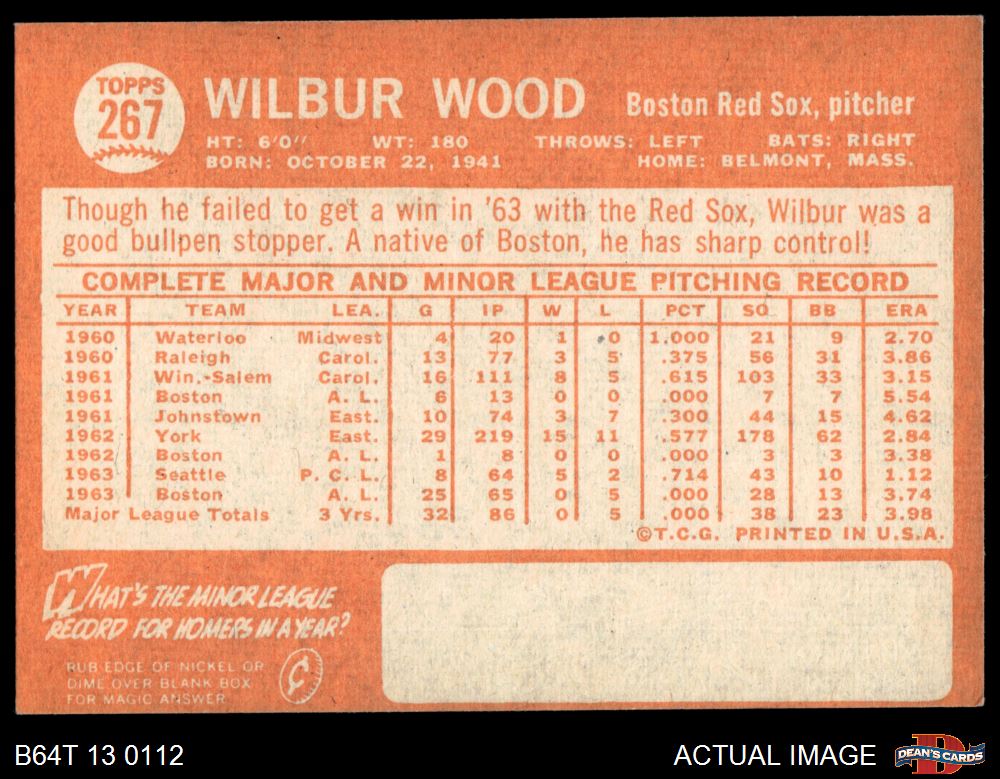 TOPPS
267
WILBUR WOOD Boston Red Sox, pitcher
HT: 6'0" WT: 180 THROWS: LEFT BATS: RIGHT
BORN: OCTOBER 22, 1941 HOME: BELMONT, MASS.
Though he failed to get a win in '63 with the Red Sox, Wilbur was a
good bullpen stopper. A native of Boston, he has sharp control!
COMPLETE MAJOR AND MINOR LEAGUE PITCHING RECORD
YEAR TEAM LEA. G IP W L PCT SO BB ERA
1960 Waterloo Midwest 4 20 1 0 1.000 21 9 2.70
1960 Raleigh Carol. 13 77 3 5 .375 56 31 3.86
1961 Win.-Salem Carol. 16 111 8 5 .615 103 33 3.15
1961 Boston A. L. 6 13 0 0 .000 7 7 5.54
1961 Johnstown East. 10 74 3 7 .300 44 15 4.62
1962 York East. 29 219 15 11 .577 178 62 2.84
1962 Boston A. L. 1 8 0 0 .000 3 3 3.38
1963 Seattle P. C. L. 8 64 5 2 .714 43 10 1.12
1963 Boston A. L. 25 65 0 5 .000 28 13 3.74
Major League Totals 3 Yrs. 32 86 0 5 .000 38 23 3.98
©T.C.G. PRINTED IN U.S.A.
WHAT'S THE MINOR LEAGUE
RECORD FOR HOMERS IN A YEAR?
RUB EDGE OF NICKEL OR
DIME OVER BLANK BOX
FOR MAGIC ANSWER
¢
B64T 13 0112 ACTUAL IMAGE
D
DEAN'S CARDS